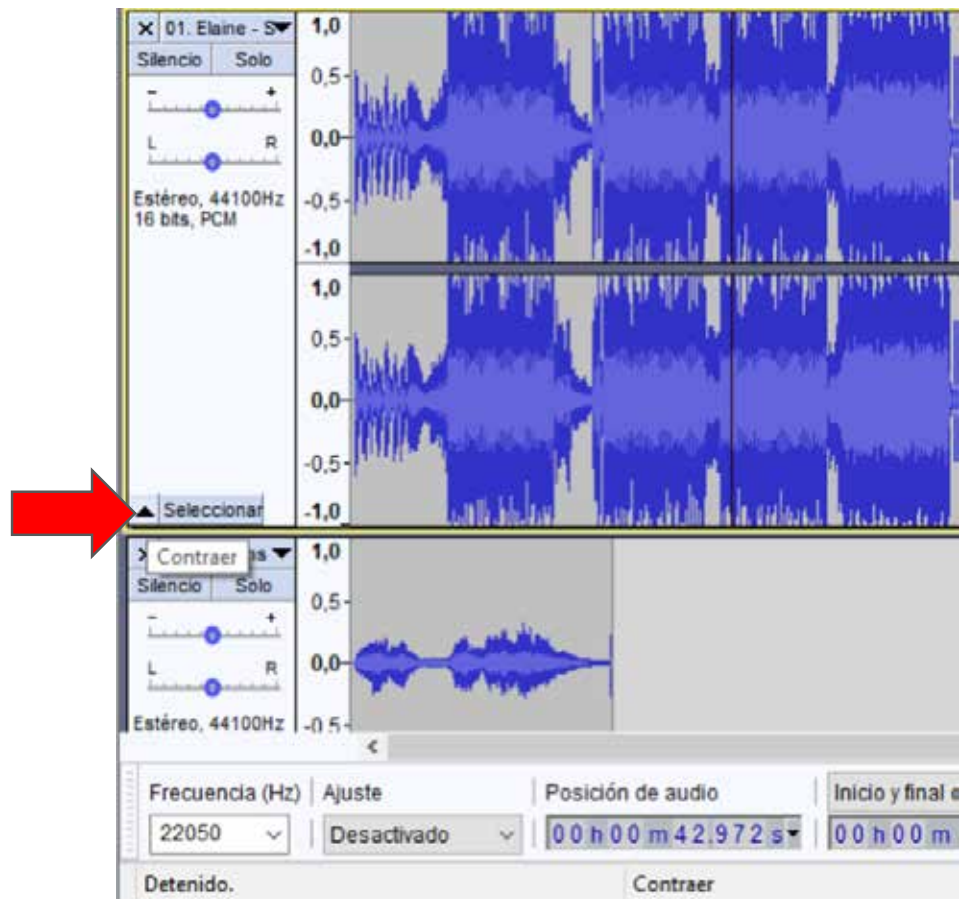 01. Elaine - S
Silencio Solo
- +
L R
Estéreo, 44100Hz
16 bits, PCM
Seleccionar
1,0
0,5
0,0
-0,5
-1,0
1,0
0,5
0,0
-0,5
-1,0
Contraer
Silencio Solo
- +
L R
Estéreo, 44100Hz
1,0
0,5
0,0
-0,5
Frecuencia (Hz) Ajuste Posición de audio Inicio y final
22050 Desactivado 00 h 00 m 42.972 s 00 h 00 m
Detenido. Contraer